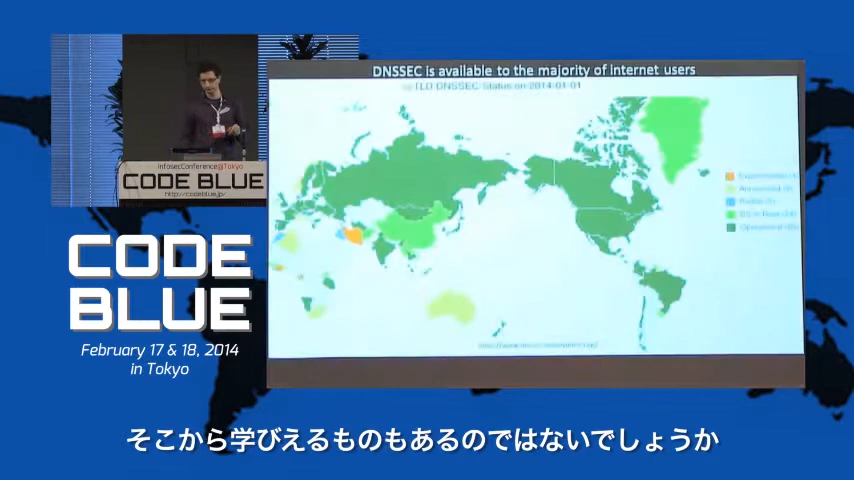 DNSSEC is available to the majority of internet users
TLD DNSSEC Status on 2014-01-01
infosecConference@Tokyo
CODE BLUE
http://codeblue.jp/
CODE
BLUE
February 17 & 18, 2014
in Tokyo
そこから学びえるものもあるのではないでしょうか